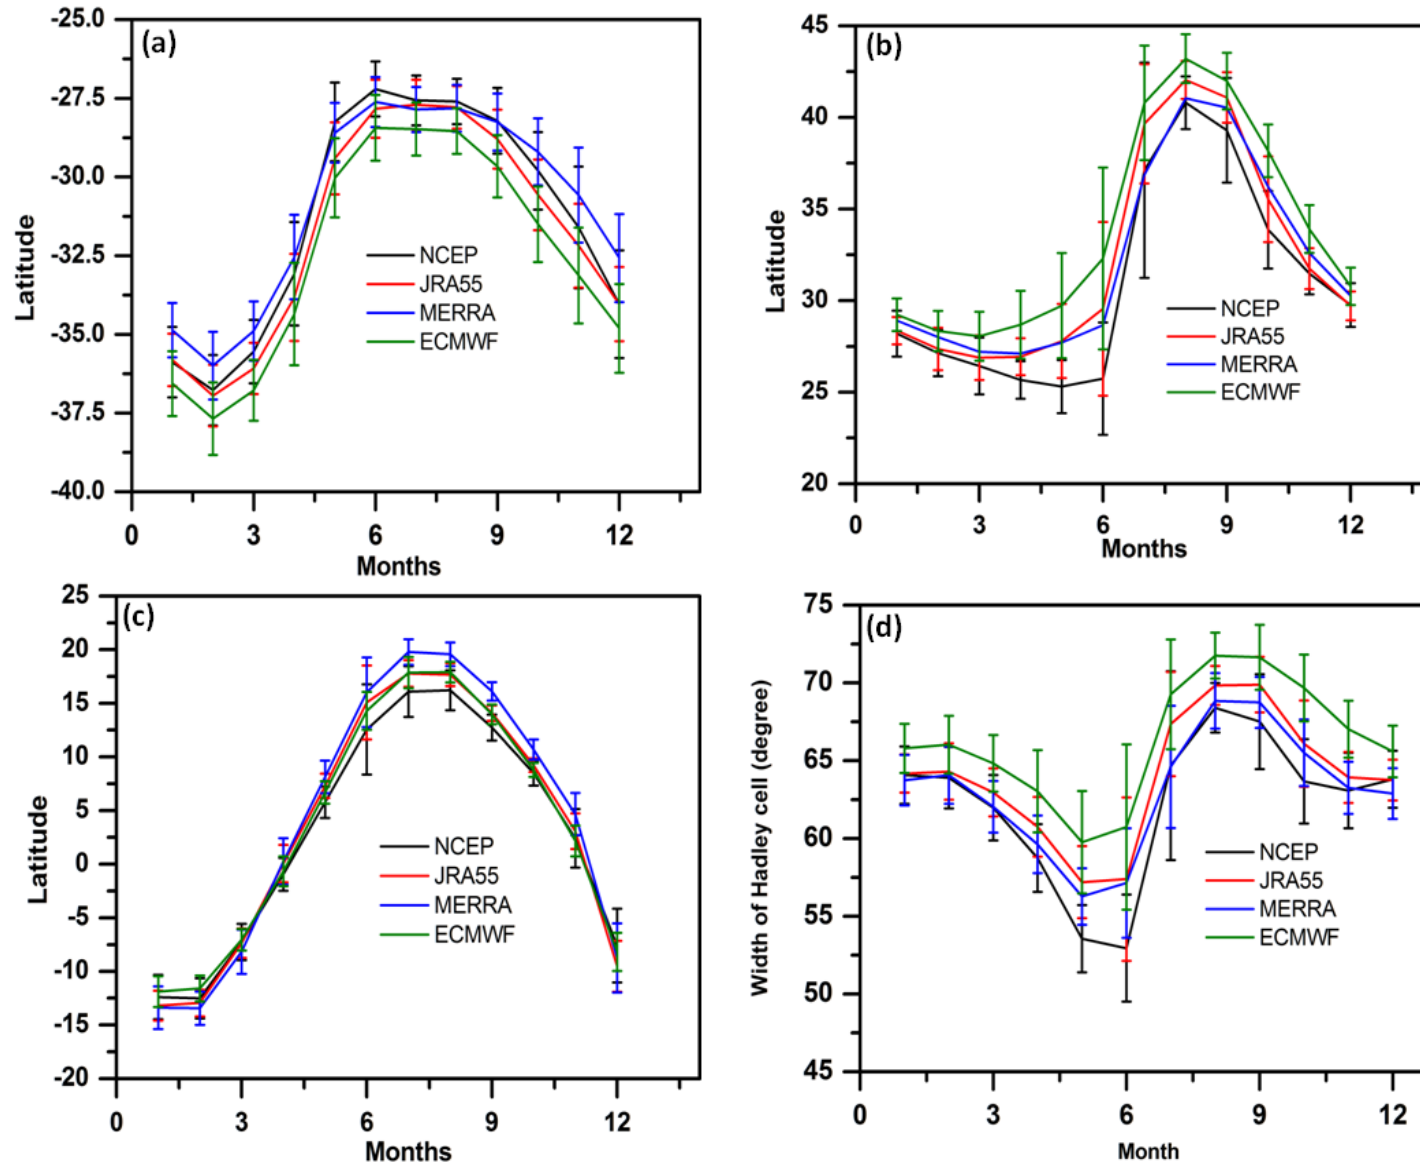 (a)
-25.0
-27.5
-30.0
-32.5
-35.0
-37.5
-40.0
Latitude
NCEP
JRA55
MERRA
ECMWF
0
3
6
9
12
Months
(b)
45
40
35
30
25
20
Latitude
NCEP
JRA55
MERRA
ECMWF
0
3
6
9
12
Months
(c)
25
20
15
10
5
0
-5
-10
-15
-20
Latitude
NCEP
JRA55
MERRA
ECMWF
0
3
6
9
12
Months
(d)
75
70
65
60
55
50
45
Width of Hadley cell (degree)
NCEP
JRA55
MERRA
ECMWF
0
3
6
9
12
Month